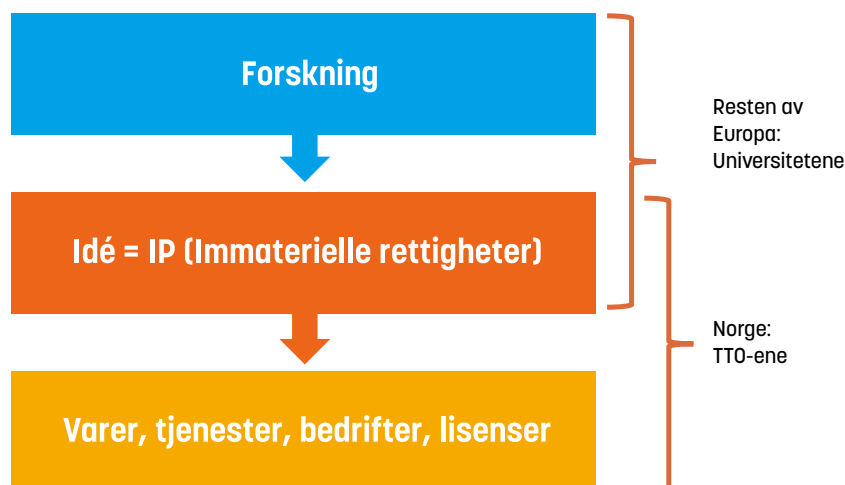 Forskning
Resten av
Europa:
Universitetene
Idé = IP (Immaterielle rettigheter)
Norge:
TTO-ene
Varer, tjenester, bedrifter, lisenser